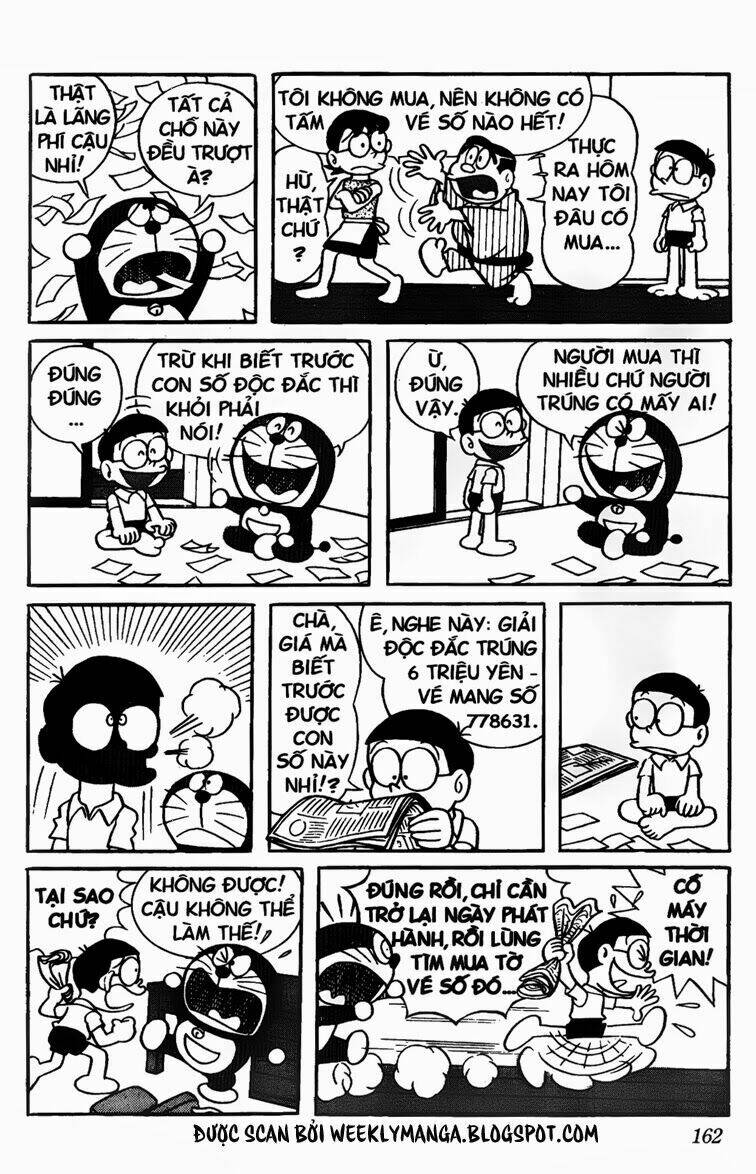 THẬT
LÀ LÃNG
PHÍ CẬU
NHỈ!
TẤT CẢ
CHỖ NÀY
ĐỀU TRƯỢT
À?
TÔI KHÔNG MUA, NÊN KHÔNG CÓ
TẤM VÉ SỐ NÀO HẾT!
HỪ,
THẬT
CHỨ
?
THỰC
RA HÔM
NAY TÔI
ĐÂU CÓ
MUA...
ĐÚNG
ĐÚNG
...
TRỪ KHI BIẾT TRƯỚC
CON SỐ ĐỘC ĐẮC THÌ
KHỎI PHẢI
NÓI!
Ừ,
ĐÚNG
VẬY.
NGƯỜI MUA THÌ
NHIỀU CHỨ NGƯỜI
TRÚNG CÓ MẤY AI!
CHÀ,
GIÁ MÀ
BIẾT
TRƯỚC
ĐƯỢC
CON
SỐ NÀY
NHỈ!?
Ê, NGHE NÀY: GIẢI
ĐỘC ĐẮC TRÚNG
6 TRIỆU YÊN -
VÉ MANG SỐ
778631.
TẠI SAO
CHỨ?
KHÔNG ĐƯỢC!
CẬU KHÔNG THỂ
LÀM THẾ!
ĐÚNG RỒI, CHỈ CẦN
TRỞ LẠI NGÀY PHÁT
HÀNH, RỒI LÙNG
TÌM MUA TỜ
VÉ SỐ ĐÓ...
CỖ
MÁY
THỜI
GIAN!
ĐƯỢC SCAN BỞI WEEKLYMANGA.BLOGSPOT.COM
162